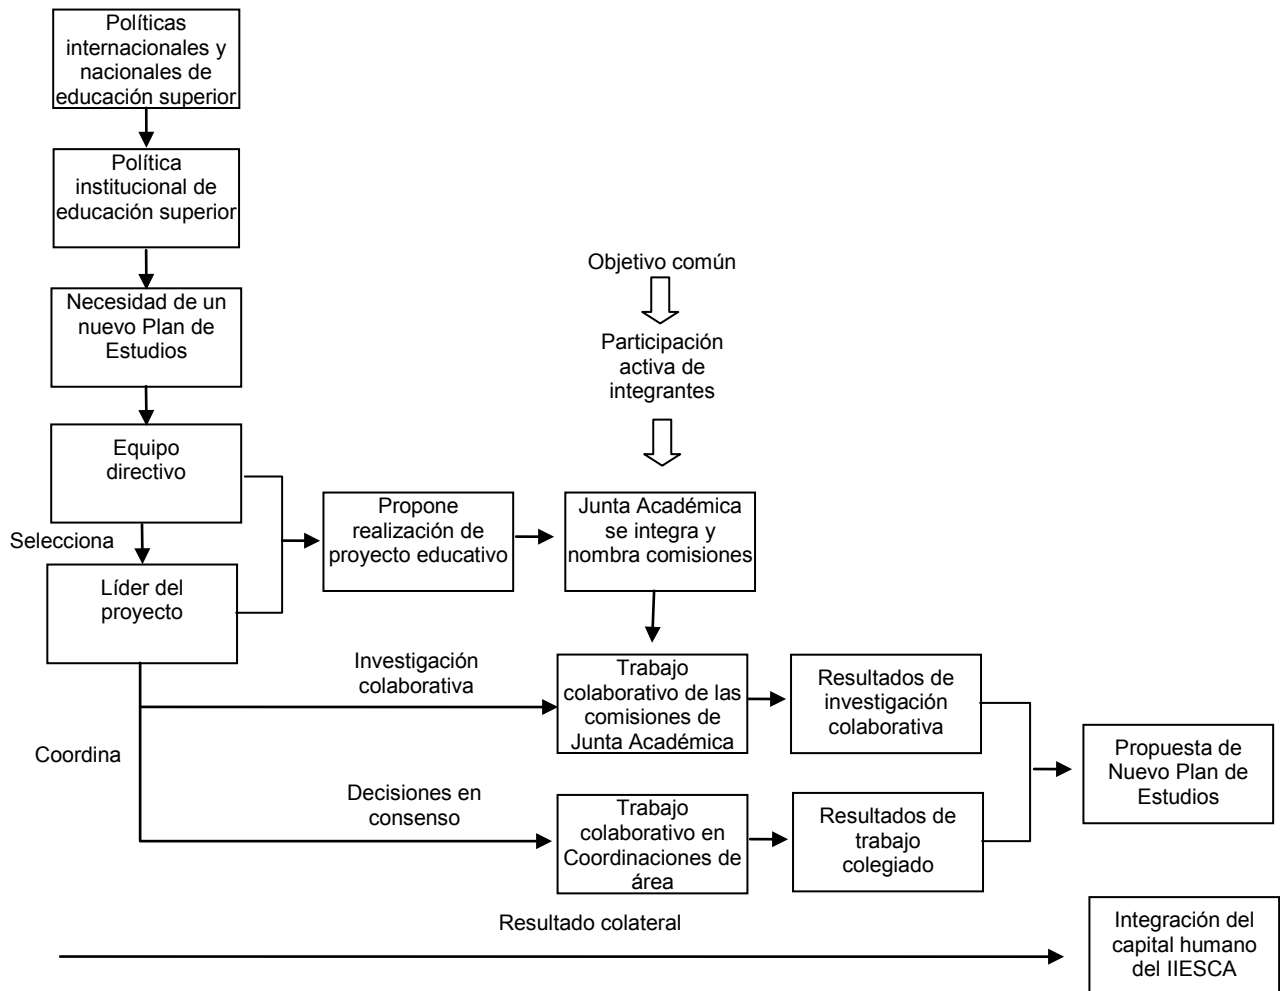 Políticas
internacionales y
nacionales de
educación superior
Política
institucional de
educación superior
Necesidad de un
nuevo Plan de
Estudios
Equipo
directivo
Selecciona
Líder del
proyecto
Propone
realización de
proyecto educativo
Objetivo común
Participación
activa de
integrantes
Junta Académica
se integra y
nombra comisiones
Coordina
Investigación
colaborativa
Trabajo
colaborativo de las
comisiones de
Junta Académica
Resultados de
investigación
colaborativa
Decisiones en
consenso
Trabajo
colaborativo en
Coordinaciones de
área
Resultados de
trabajo
colegiado
Propuesta de
Nuevo Plan de
Estudios
Resultado colateral
Integración del
capital humano
del IIESCA